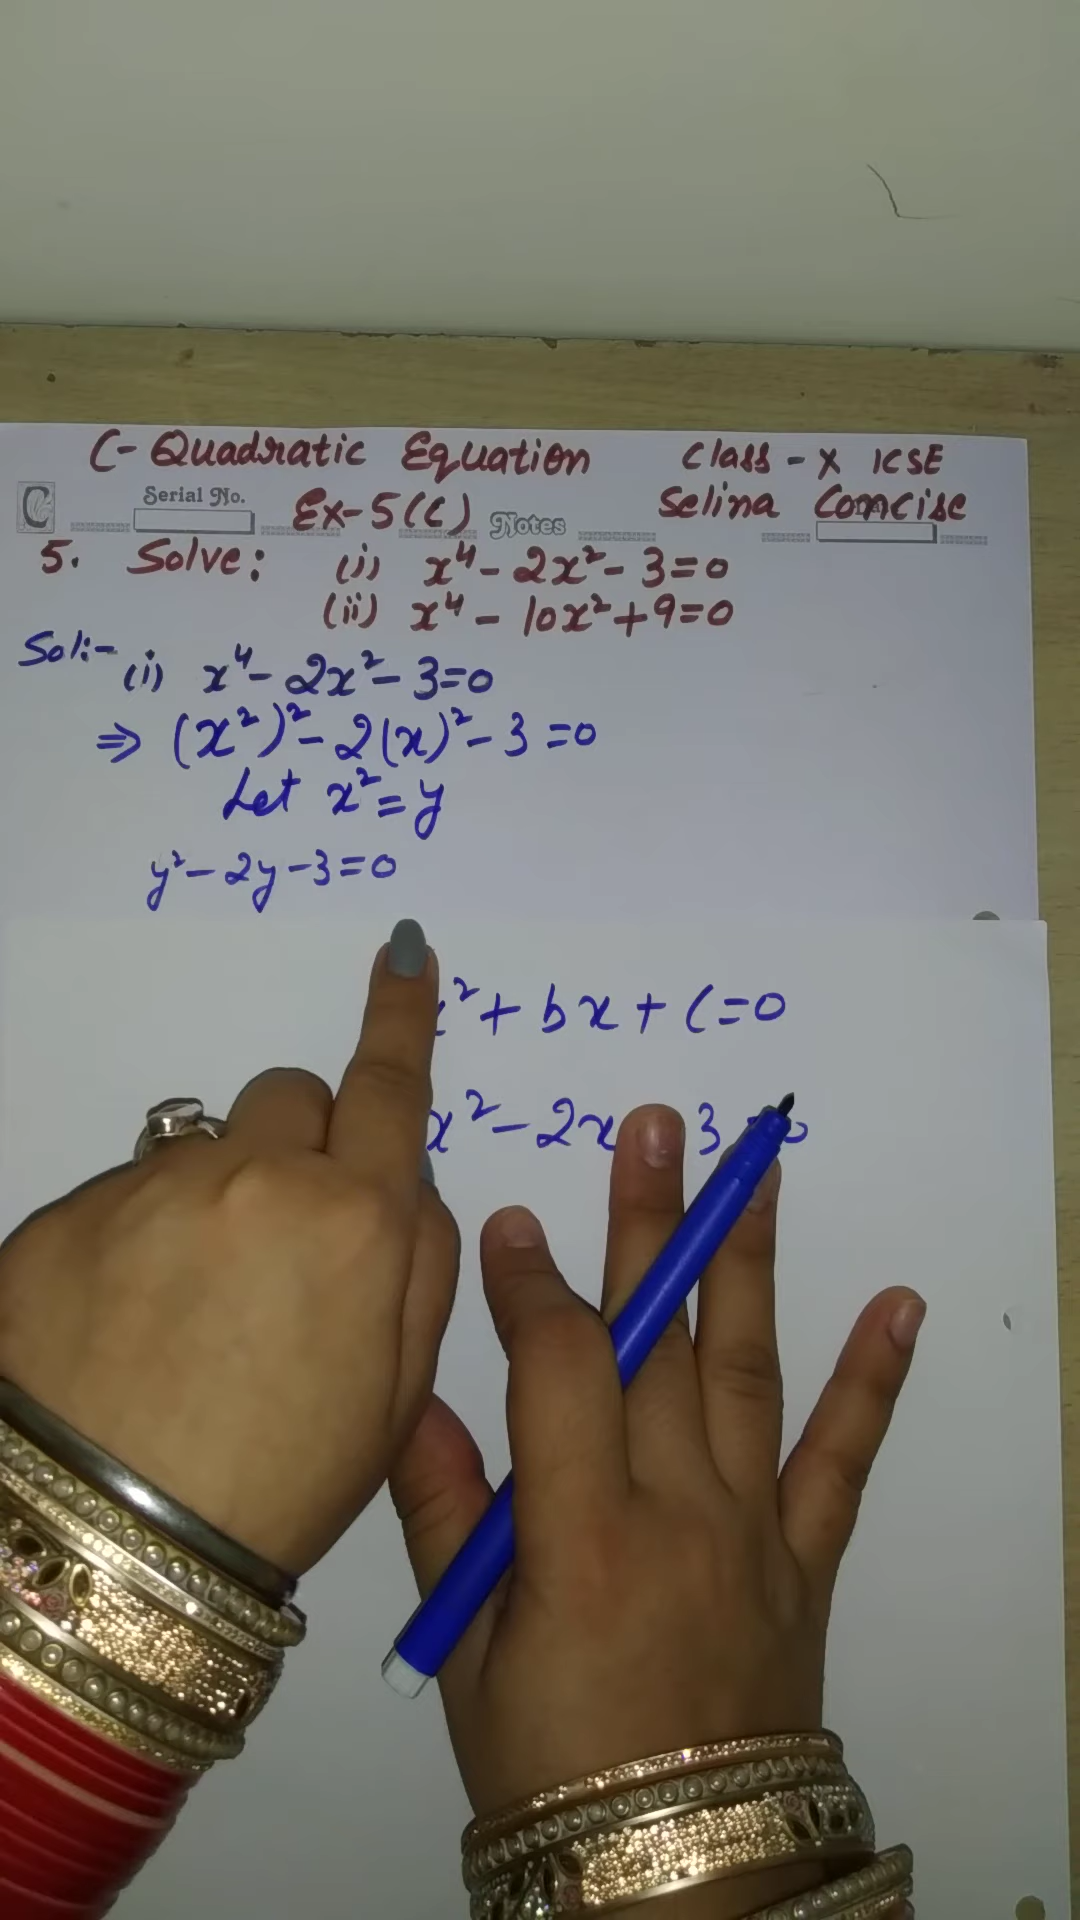 C- Quadratic Equation Class - X ICSE
C Serial No. Ex-5(C) Notes Selina Concise
5. Solve: (i) x⁴ - 2x² - 3 = 0
(ii) x⁴ - 10x² + 9 = 0
Sol:- (i) x⁴ - 2x² - 3 = 0
⇒ (x²)² - 2(x)² - 3 = 0
Let x² = y
y² - 2y - 3 = 0
x² + bx + c = 0
x² - 2x 3